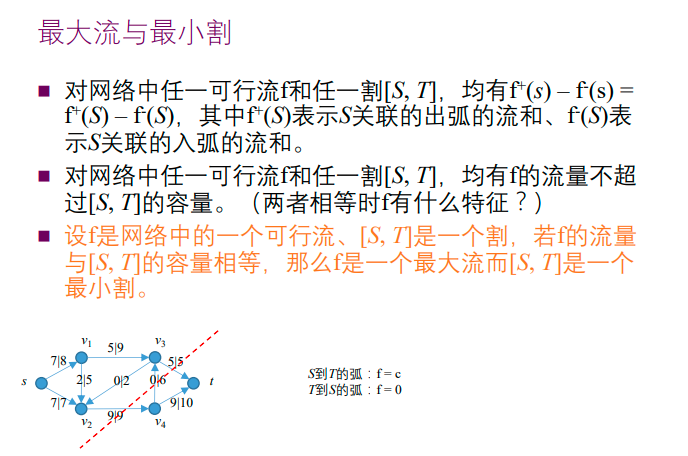 最大流与最小割
■ 对网络中任一可行流f和任一割[S, T]，均有f⁺(s) – f⁻(s) =
f⁺(S) – f⁻(S)，其中f⁺(S)表示S关联的出弧的流和、f⁻(S)表
示S关联的入弧的流和。
■ 对网络中任一可行流f和任一割[S, T]，均有f的流量不超
过[S, T]的容量。（两者相等时f有什么特征？）
■ 设f是网络中的一个可行流、[S, T]是一个割，若f的流量
与[S, T]的容量相等，那么f是一个最大流而[S, T]是一个
最小割。
v₁ 5|9 v₃
7|8 5|5
s 2|5 0|2 0|6 t
7|7 9|10
v₂ 9|9 v₄
S到T的弧：f = c
T到S的弧：f = 0